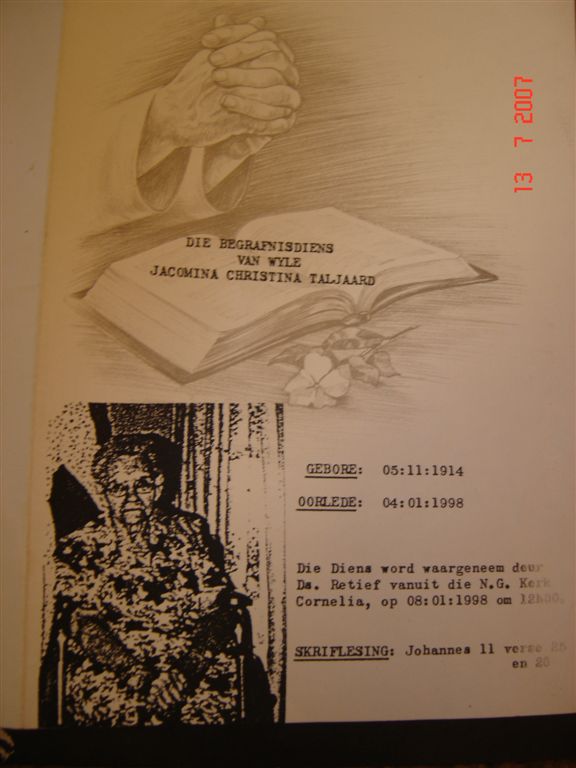 13 7 2007
DIE BEGRAFNISDIENS
VAN WYLE
JACOMINA CHRISTINA TALJAARD
GEBORE: 05:11:1914
OORLEDE: 04:01:1998
Die Diens word waargeneem deur
Ds. Retief vanuit die N.G. Kerk
Cornelia, op 08:01:1998 om 12h00.
SKRIFLESING: Johannes 11 verse 25
en